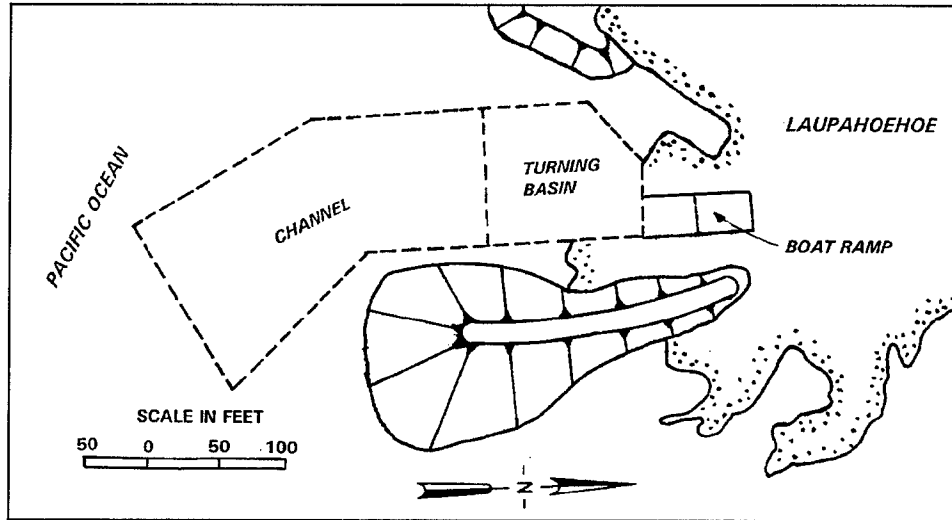 LAUPAHOEHOE
TURNING
BASIN
CHANNEL
PACIFIC OCEAN
BOAT RAMP
SCALE IN FEET
50 0 50 100
N